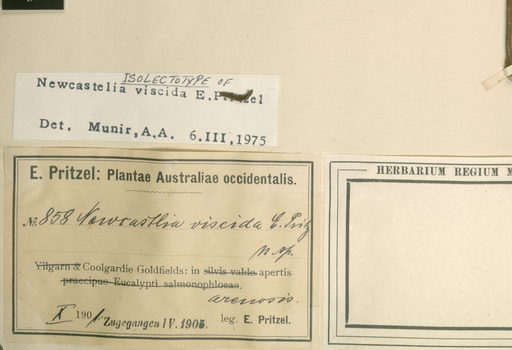 ISOLECTOTYPE OF
Newcastelia viscida E.Pritzel
Det. Munir, A.A. 6.III,1975
E. Pritzel: Plantae Australiae occidentalis.
№ 858 Newcastlia viscida E. Pritz
n. sp.
Yilgarn & Coolgardie Goldfields: in silvis valde apertis
praecipue Eucalypti salmonophloeae,
arenosis.
X 1901. Zugegangen IV. 1905. leg. E. Pritzel.
HERBARIUM REGIUM M